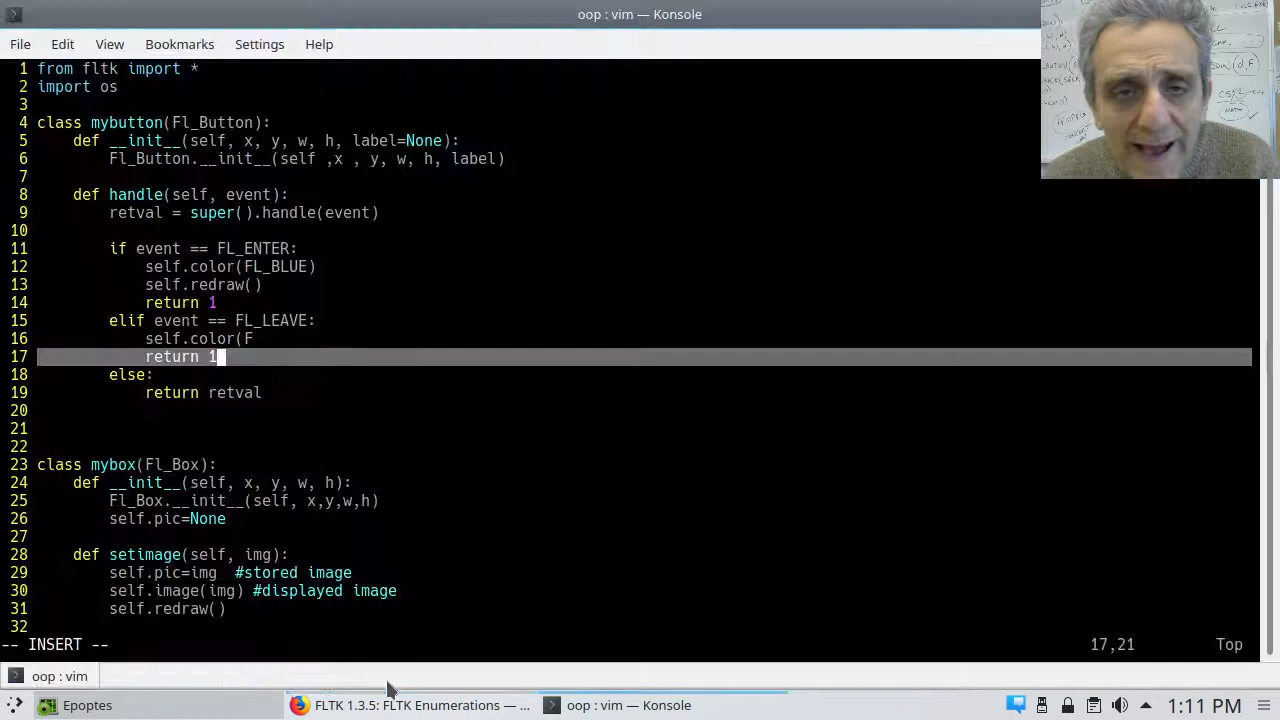 oop : vim — Konsole
File Edit View Bookmarks Settings Help
1 from fltk import *
2 import os
3
4 class mybutton(Fl_Button):
5     def __init__(self, x, y, w, h, label=None):
6         Fl_Button.__init__(self ,x , y, w, h, label)
7
8     def handle(self, event):
9         retval = super().handle(event)
10
11         if event == FL_ENTER:
12             self.color(FL_BLUE)
13             self.redraw()
14             return 1
15         elif event == FL_LEAVE:
16             self.color(F
17             return 1
18         else:
19             return retval
20
21
22
23 class mybox(Fl_Box):
24     def __init__(self, x, y, w, h):
25         Fl_Box.__init__(self, x,y,w,h)
26         self.pic=None
27
28     def setimage(self, img):
29         self.pic=img  #stored image
30         self.image(img) #displayed image
31         self.redraw()
32
-- INSERT -- 17,21 Top
oop : vim
Epoptes FLTK 1.3.5: FLTK Enumerations — ... oop : vim — Konsole 1:11 PM